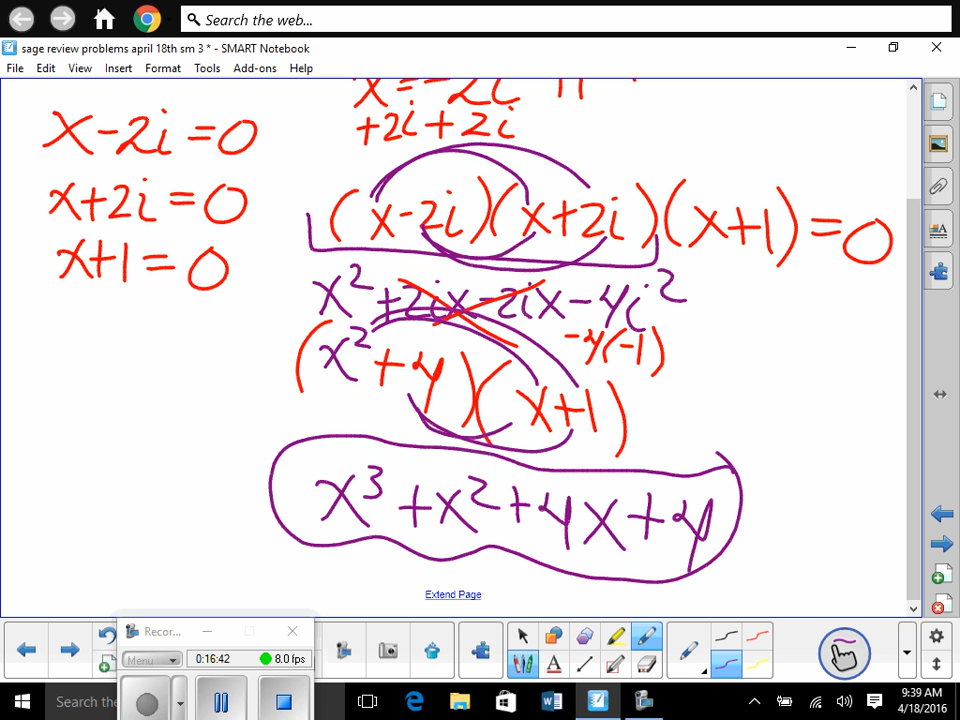 Search the web...
sage review problems april 18th sm 3 * - SMART Notebook
File Edit View Insert Format Tools Add-ons Help
x = -2i
+2i + 2i
x-2i=0
x+2i=0
x+1=0
(x-2i)(x+2i)(x+1)=0
x²+2ix-2ix-4i²
-4(-1)
(x²+4)(x+1)
x³+x²+4x+4
Extend Page
Recor...
Menu 0:16:42 8.0 fps
Search the
9:39 AM
4/18/2016